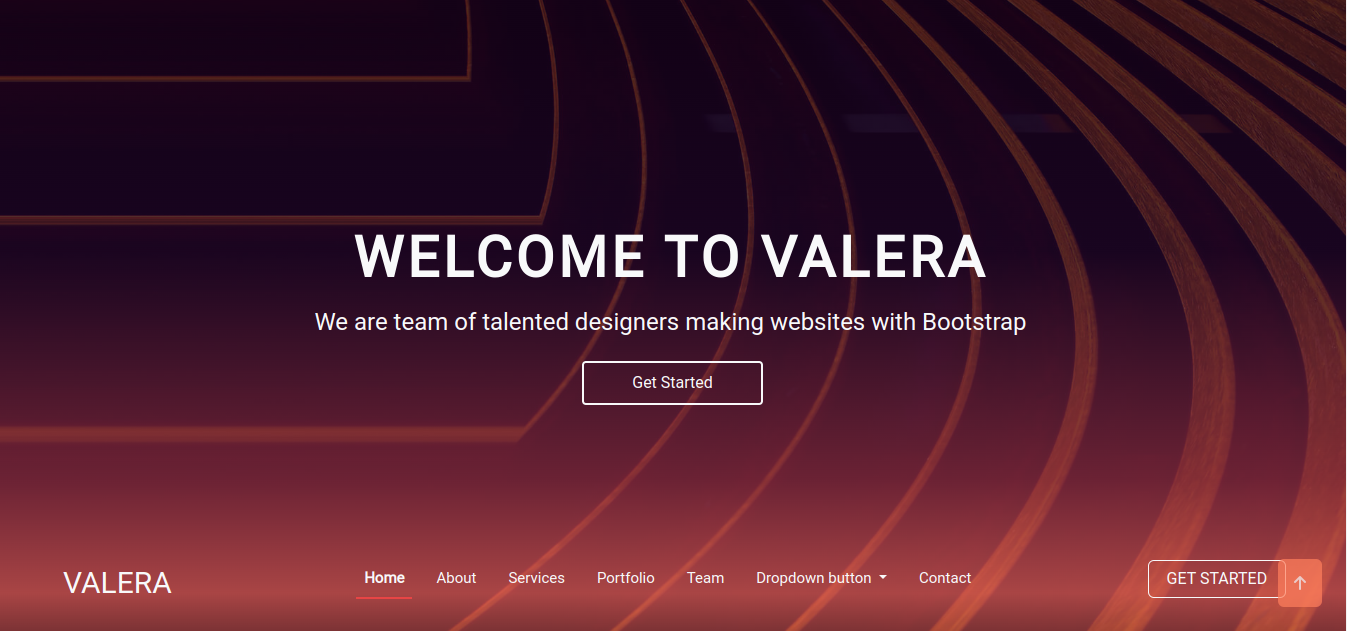 WELCOME TO VALERA
We are team of talented designers making websites with Bootstrap
Get Started
VALERA Home About Services Portfolio Team Dropdown button Contact GET STARTED